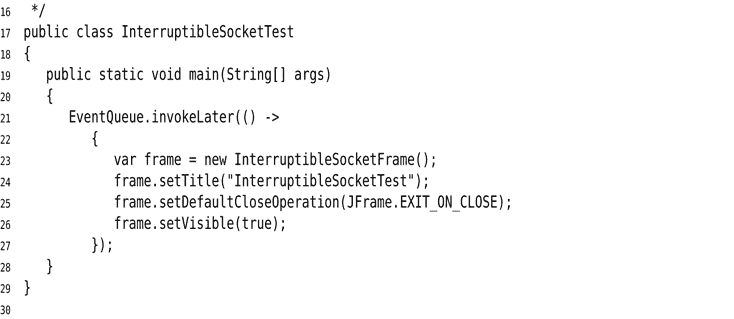 16  */
17 public class InterruptibleSocketTest
18 {
19    public static void main(String[] args)
20    {
21       EventQueue.invokeLater(() ->
22          {
23             var frame = new InterruptibleSocketFrame();
24             frame.setTitle("InterruptibleSocketTest");
25             frame.setDefaultCloseOperation(JFrame.EXIT_ON_CLOSE);
26             frame.setVisible(true);
27          });
28    }
29 }
30